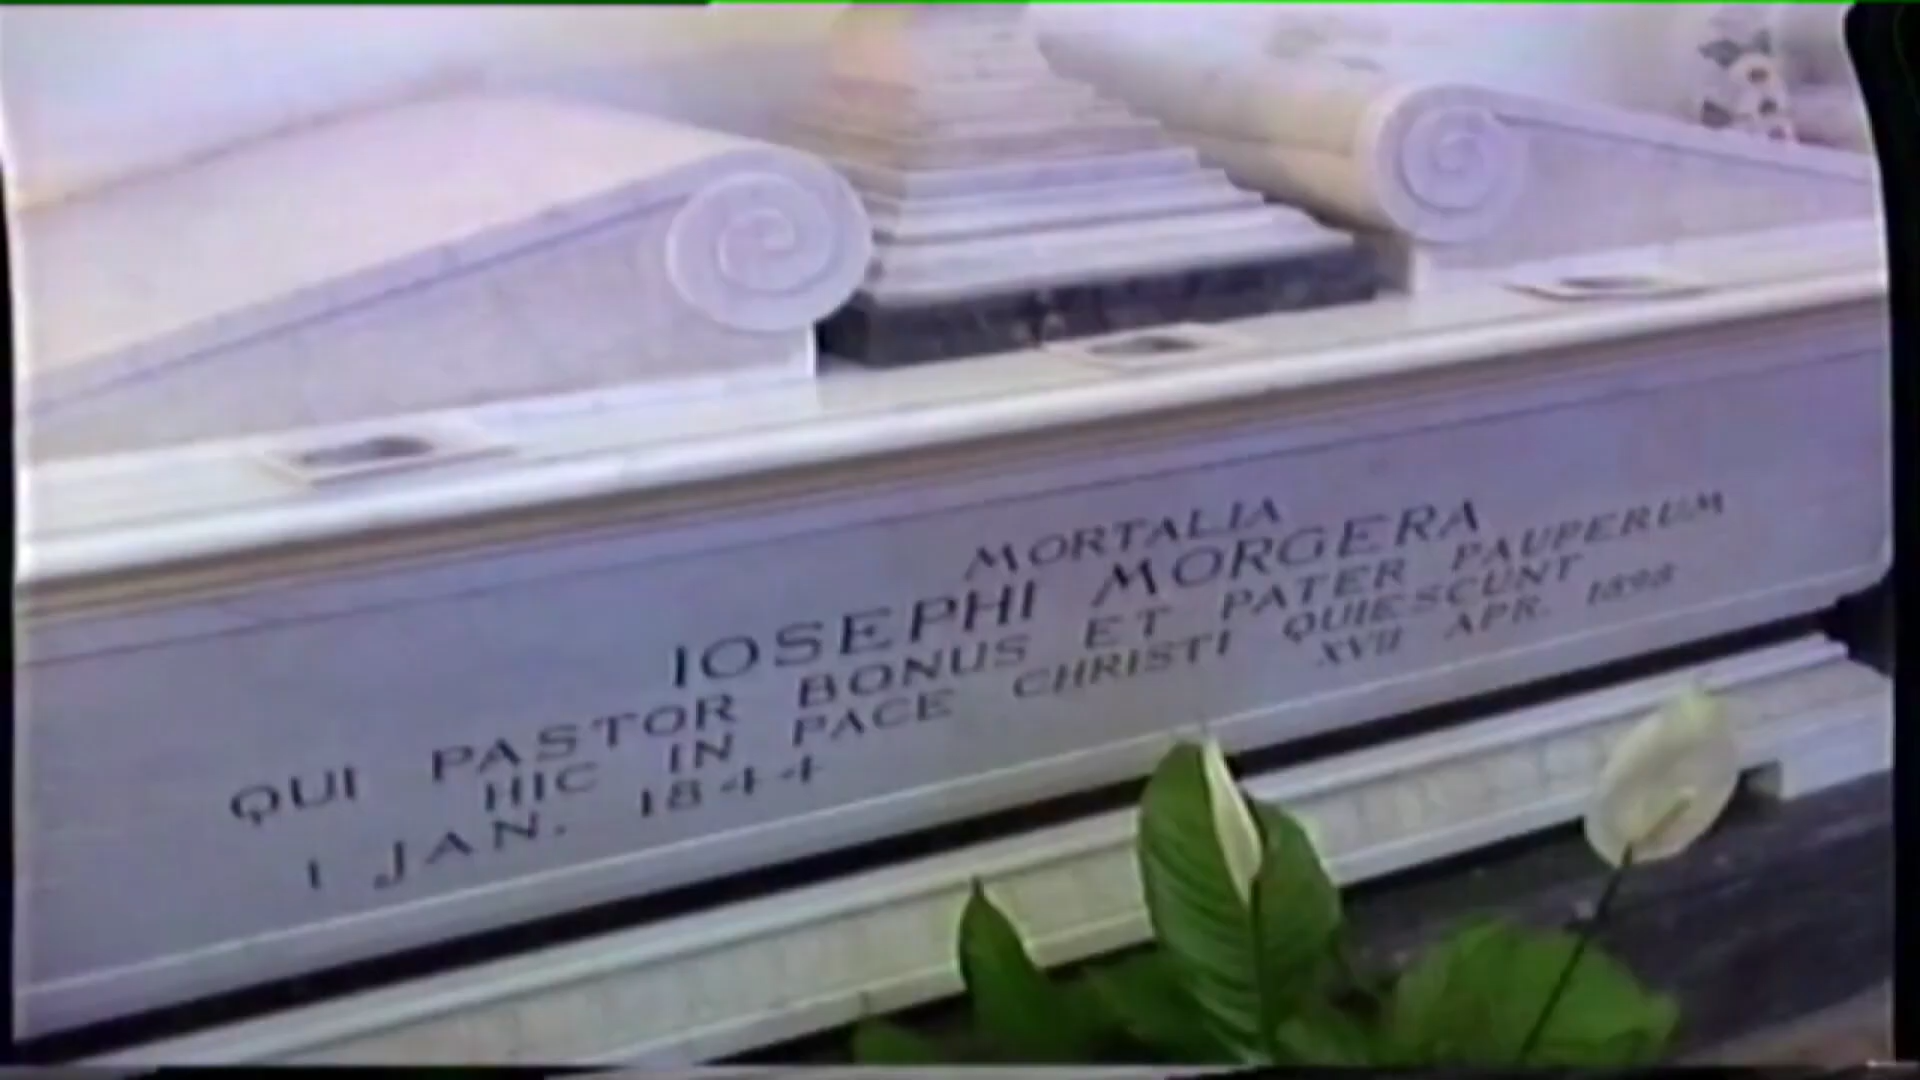 MORTALIA
IOSEPHI MORGERA
QUI PASTOR BONUS ET PATER PAUPERUM
HIC IN PACE CHRISTI QUIESCUNT
1 JAN. 1844 XVII APR. 1898